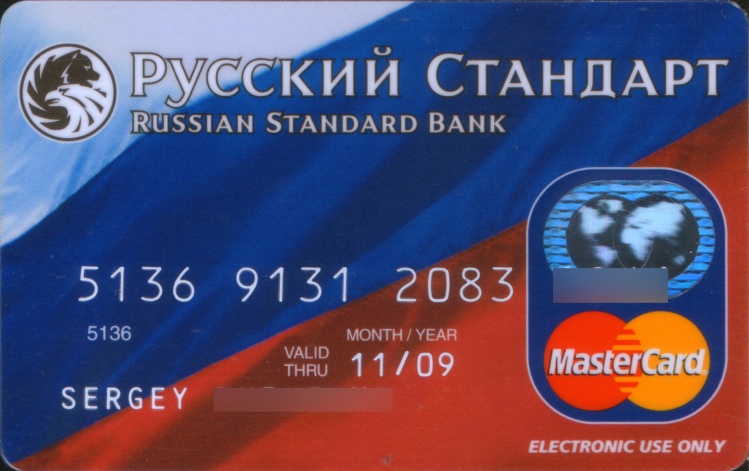 Русский Стандарт
Russian Standard Bank
5136 9131 2083
5136
MONTH / YEAR
VALID THRU
11/09
SERGEY
MasterCard
ELECTRONIC USE ONLY